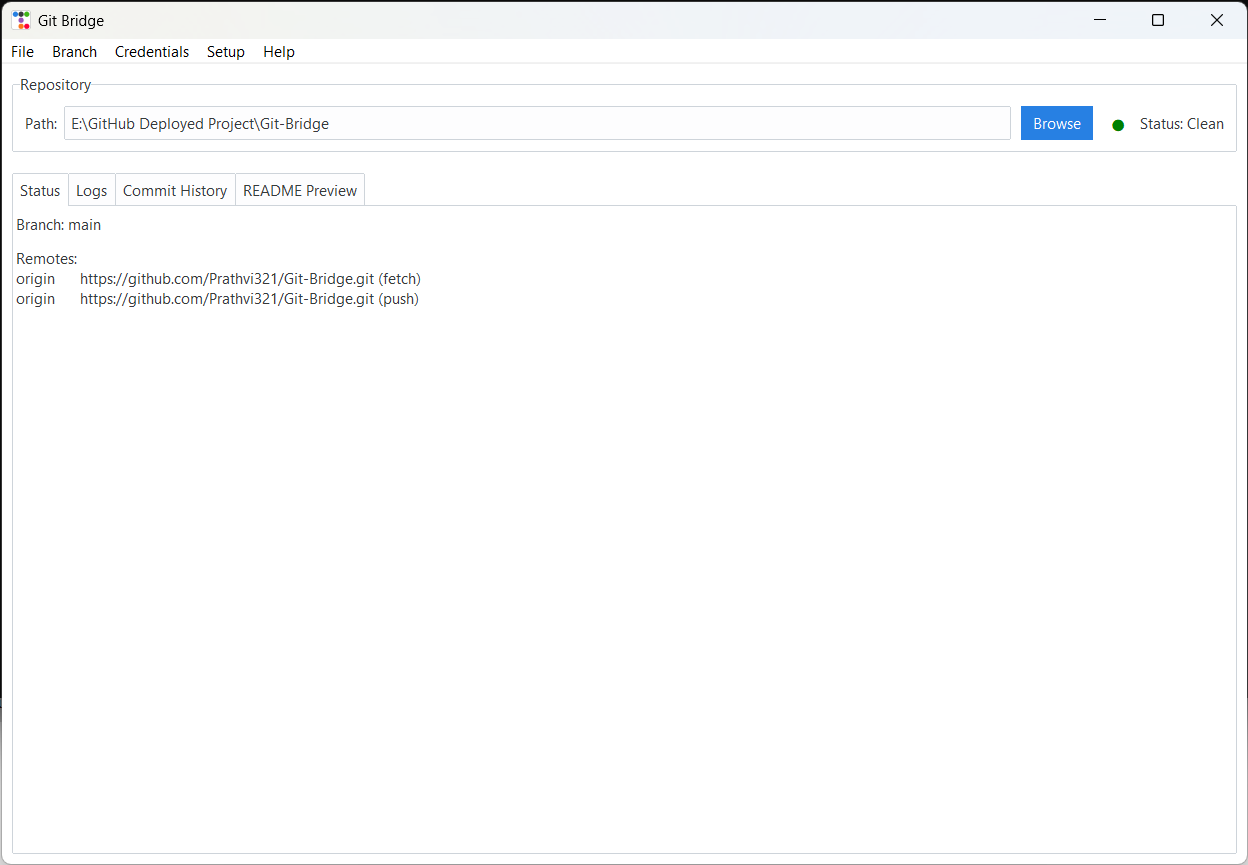 Git Bridge
File Branch Credentials Setup Help
Repository
Path: E:\GitHub Deployed Project\Git-Bridge Browse Status: Clean
Status Logs Commit History README Preview
Branch: main
Remotes:
origin https://github.com/Prathvi321/Git-Bridge.git (fetch)
origin https://github.com/Prathvi321/Git-Bridge.git (push)